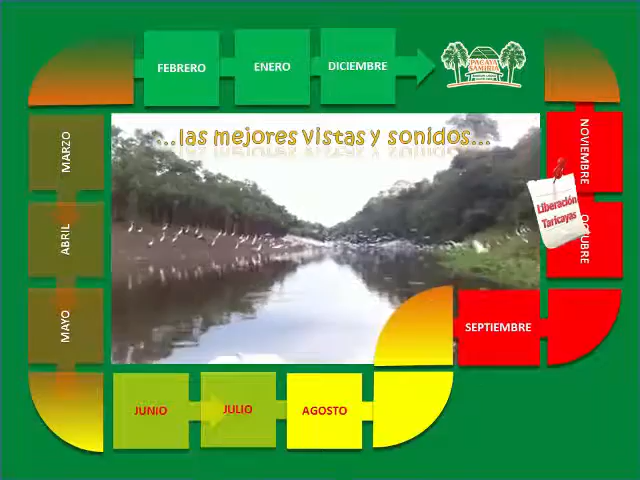 FEBRERO
ENERO
DICIEMBRE
PACAYA
SAMIRIA
...las mejores vistas y sonidos...
MARZO
ABRIL
MAYO
NOVIEMBRE
Liberación
Taricayas
OCTUBRE
SEPTIEMBRE
JUNIO
JULIO
AGOSTO